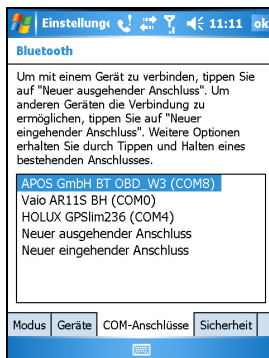 Einstellunge 11:11 ok
Bluetooth
Um mit einem Gerät zu verbinden, tippen Sie
auf "Neuer ausgehender Anschluss". Um
anderen Geräten die Verbindung zu
ermöglichen, tippen Sie auf "Neuer
eingehender Anschluss". Weitere Optionen
erhalten Sie durch Tippen und Halten eines
bestehenden Anschlusses.
APOS GmbH BT OBD_W3 (COM8)
Vaio AR11S BH (COM0)
HOLUX GPSlim236 (COM4)
Neuer ausgehender Anschluss
Neuer eingehender Anschluss
Modus Geräte COM-Anschlüsse Sicherheit